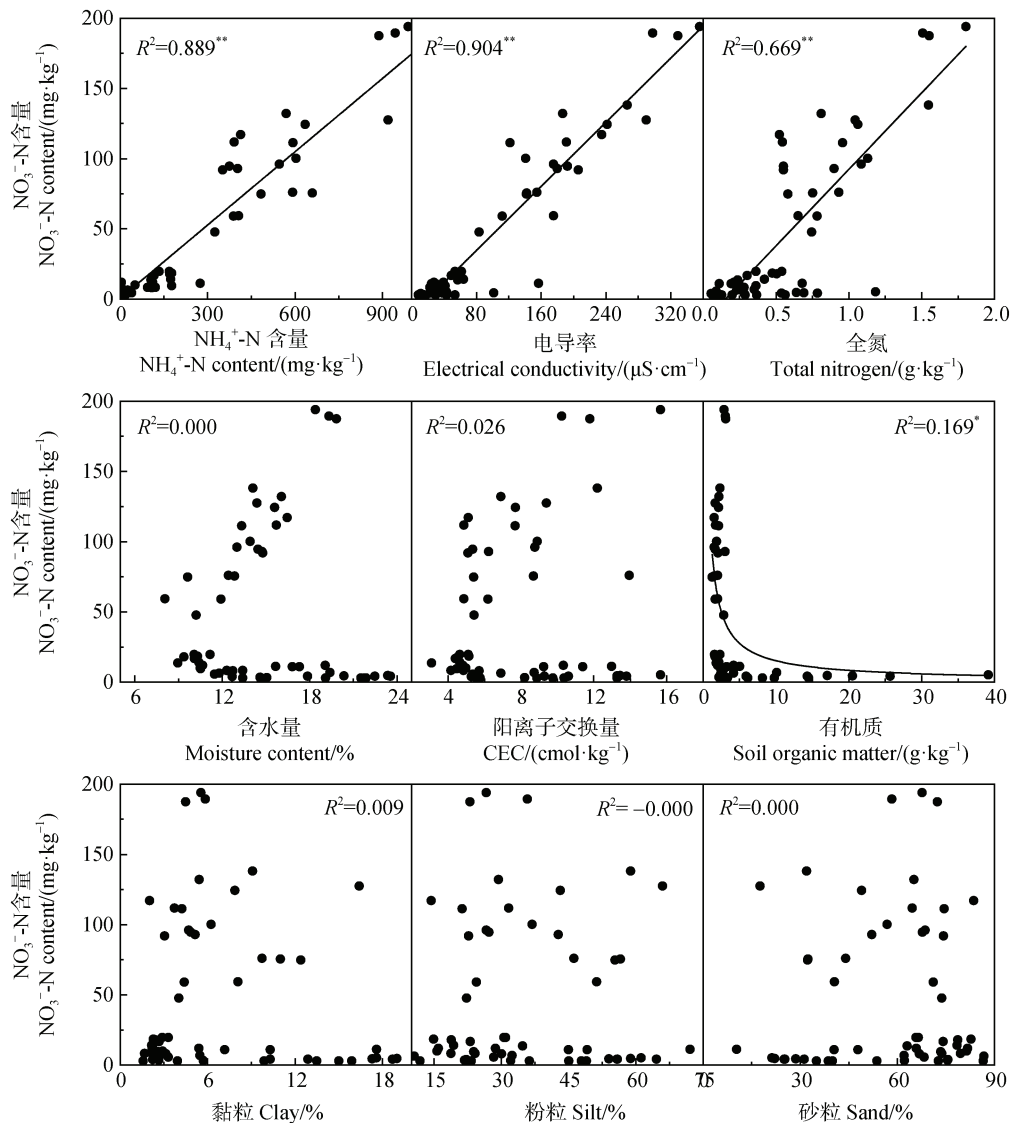 NO₃⁻-N含量
NO₃⁻-N content/(mg·kg⁻¹)
200
150
100
50
0
R²=0.889**
R²=0.904**
R²=0.669**
0 300 600 900
0 80 160 240 320
0.0 0.5 1.0 1.5 2.0
NH₄⁺-N 含量
NH₄⁺-N content/(mg·kg⁻¹)
电导率
Electrical conductivity/(μS·cm⁻¹)
全氮
Total nitrogen/(g·kg⁻¹)
NO₃⁻-N含量
NO₃⁻-N content/(mg·kg⁻¹)
200
150
100
50
0
R²=0.000
R²=0.026
R²=0.169*
6 12 18 24
4 8 12 16
0 10 20 30 40
含水量
Moisture content/%
阳离子交换量
CEC/(cmol·kg⁻¹)
有机质
Soil organic matter/(g·kg⁻¹)
NO₃⁻-N含量
NO₃⁻-N content/(mg·kg⁻¹)
200
150
100
50
0
R²=0.009
R²= −0.000
R²=0.000
0 6 12 18
15 30 45 60 75
0 30 60 90
黏粒 Clay/%
粉粒 Silt/%
砂粒 Sand/%